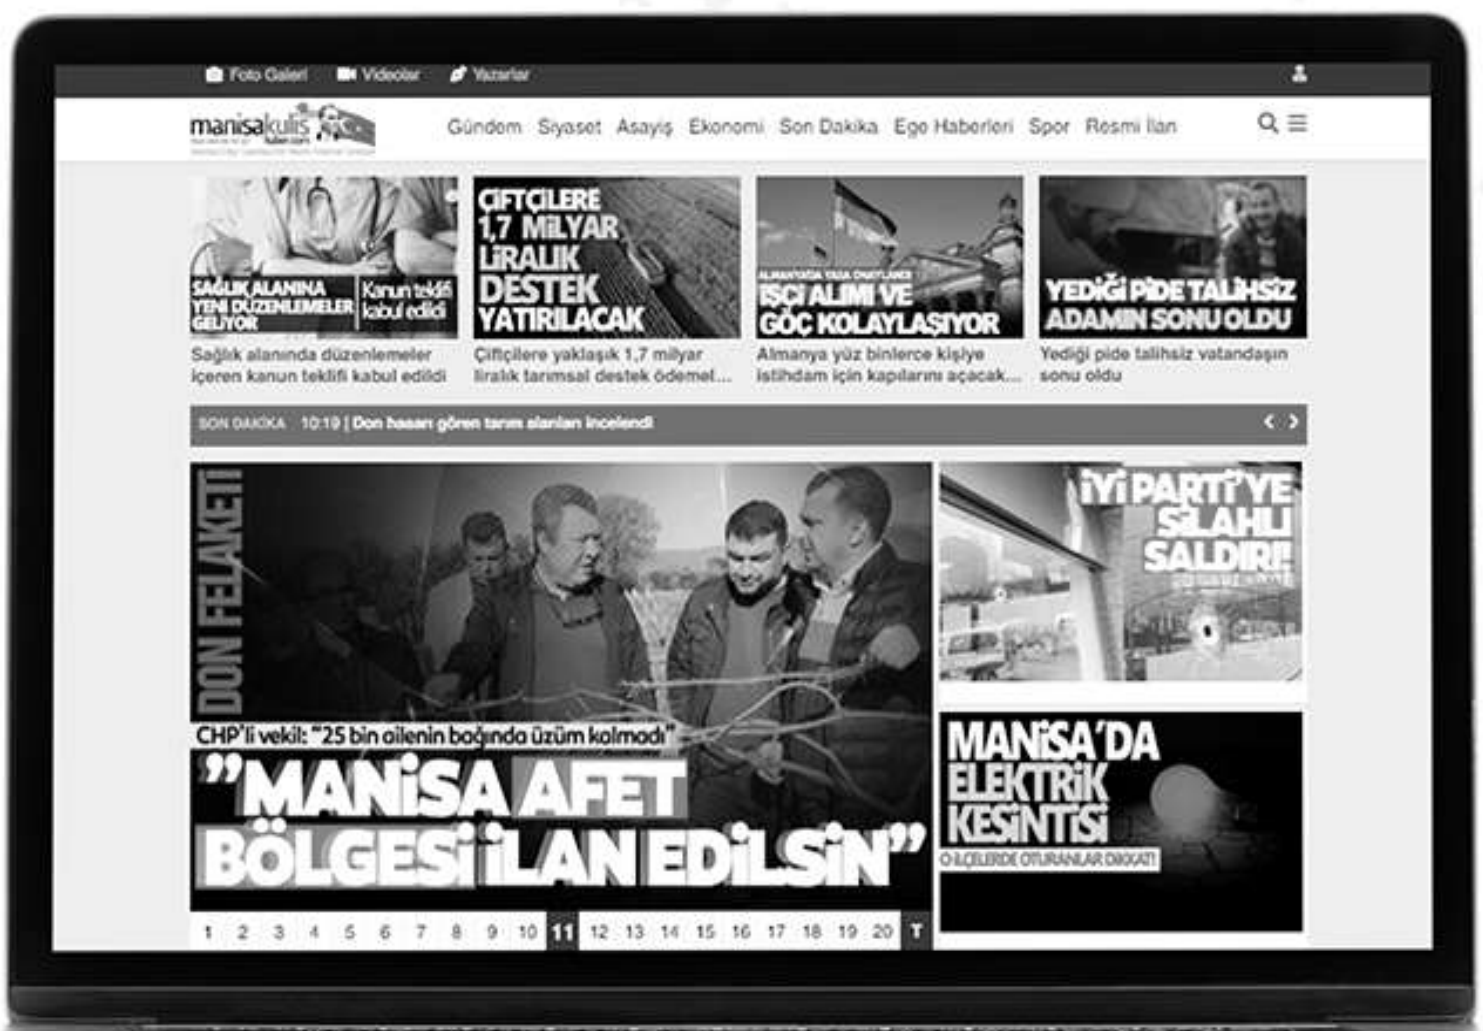 Foto Galeri Videolar Yazarlar
manisakulis
haber.com
Gündem Siyaset Asayiş Ekonomi Son Dakika Ege Haberleri Spor Resmi İlan
SAĞLIK ALANINA
YENİ DÜZENLEMELER
GELİYOR
Kanun teklifi
kabul edildi
Sağlık alanında düzenlemeler
içeren kanun teklifi kabul edildi
ÇİFTÇİLERE
1,7 MİLYAR
LİRALIK
DESTEK
YATIRILACAK
Çiftçilere yaklaşık 1,7 milyar
liralık tarımsal destek ödemel...
ALMANYA'DA YASA ONAYLANDI
İŞÇİ ALIMI VE
GÖÇ KOLAYLAŞIYOR
Almanya yüz binlerce kişiye
istihdam için kapılarını açacak...
YEDİĞİ PİDE TALİHSİZ
ADAMIN SONU OLDU
Yediği pide talihsiz vatandaşın
sonu oldu
SON DAKİKA 10:19 | Don hasarı gören tarım alanları incelendi
DON FELAKETİ
CHP'li vekil: "25 bin ailenin bağında üzüm kalmadı"
"MANİSA AFET
BÖLGESİ İLAN EDİLSİN"
1 2 3 4 5 6 7 8 9 10 11 12 13 14 15 16 17 18 19 20 T
İYİ PARTİ'YE
SİLAHLI
SALDIRI!
MANİSA'DA
ELEKTRİK
KESİNTİSİ
O İLÇELERDE OTURANLAR DİKKAT!